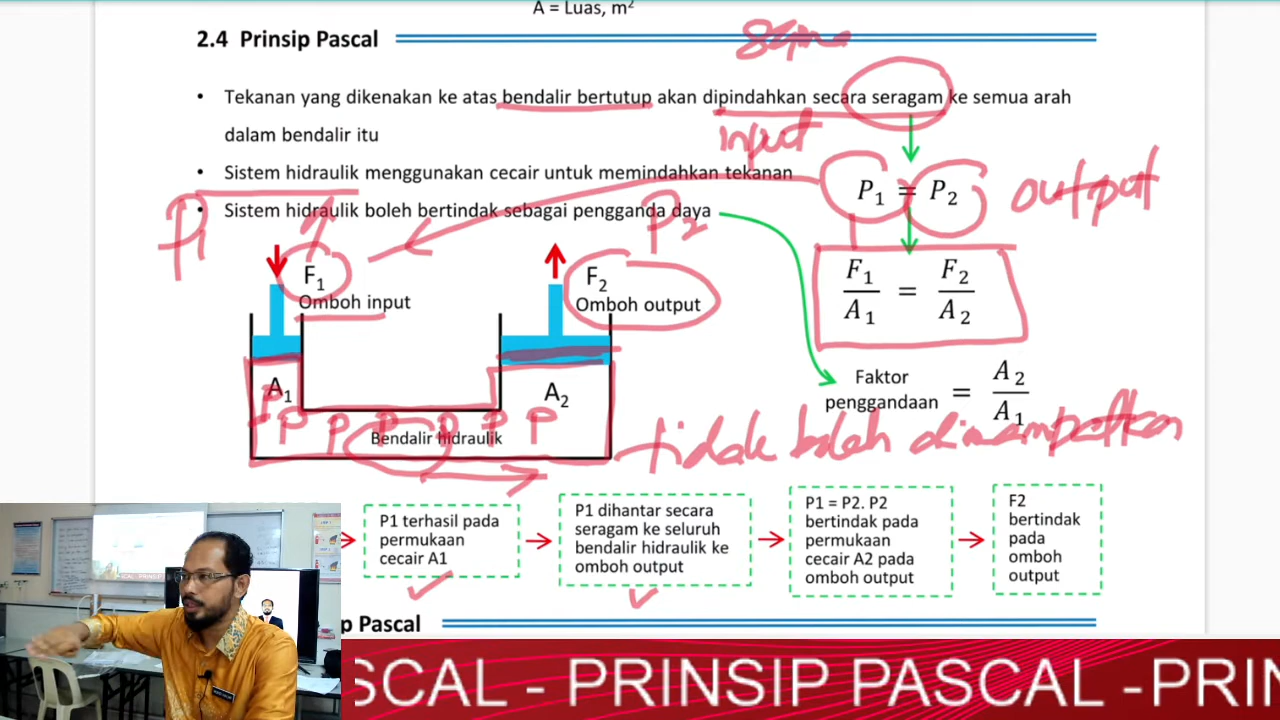 A = Luas, m²
2.4 Prinsip Pascal
sama
• Tekanan yang dikenakan ke atas bendalir bertutup akan dipindahkan secara seragam ke semua arah
dalam bendalir itu
input
• Sistem hidraulik menggunakan cecair untuk memindahkan tekanan
P₁ = P₂
output
• Sistem hidraulik boleh bertindak sebagai pengganda daya
P₁
P₂
F₁
Omboh input
F₂
Omboh output
F₁/A₁ = F₂/A₂
Faktor penggandaan = A₂/A₁
A₁
A₂
P P P P P P P
Bendalir hidraulik
tidak boleh dimampatkan
P1 terhasil pada
permukaan
cecair A1
P1 dihantar secara
seragam ke seluruh
bendalir hidraulik ke
omboh output
P1 = P2. P2
bertindak pada
permukaan
cecair A2 pada
omboh output
F2
bertindak
pada
omboh
output
p Pascal
SCAL - PRINSIP PASCAL - PRIN